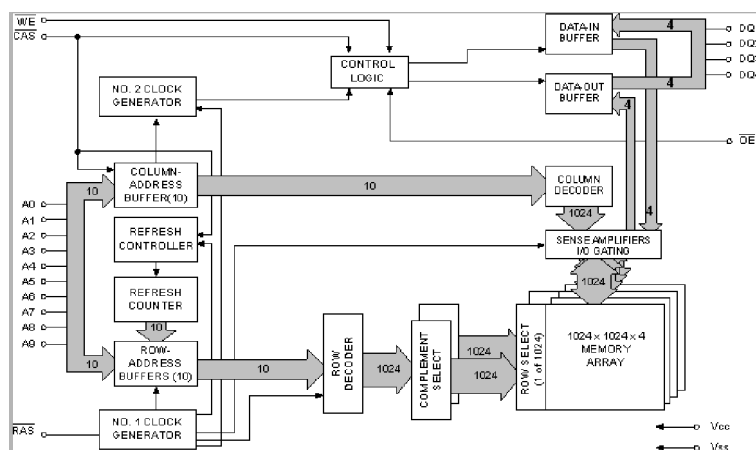 WE
CAS
NO. 2 CLOCK
GENERATOR
CONTROL
LOGIC
DATA-IN
BUFFER
DATA-OUT
BUFFER
4
4
4
4
DQ
DQ
DQ
DQ
OE
COLUMN-
ADDRESS
BUFFER(10)
10
10
COLUMN
DECODER
1024
SENSE AMPLIFIERS
I/O GATING
1024
A0
A1
A2
A3
A4
A5
A6
A7
A8
A9
REFRESH
CONTROLLER
REFRESH
COUNTER
10
ROW-
ADDRESS
BUFFERS (10)
10
10
ROW
DECODER
1024
COMPLEMENT
SELECT
1024
1024
ROW SELECT
(1 of 1024)
1024 x 1024 x 4
MEMORY
ARRAY
RAS
NO. 1 CLOCK
GENERATOR
Vcc
Vss